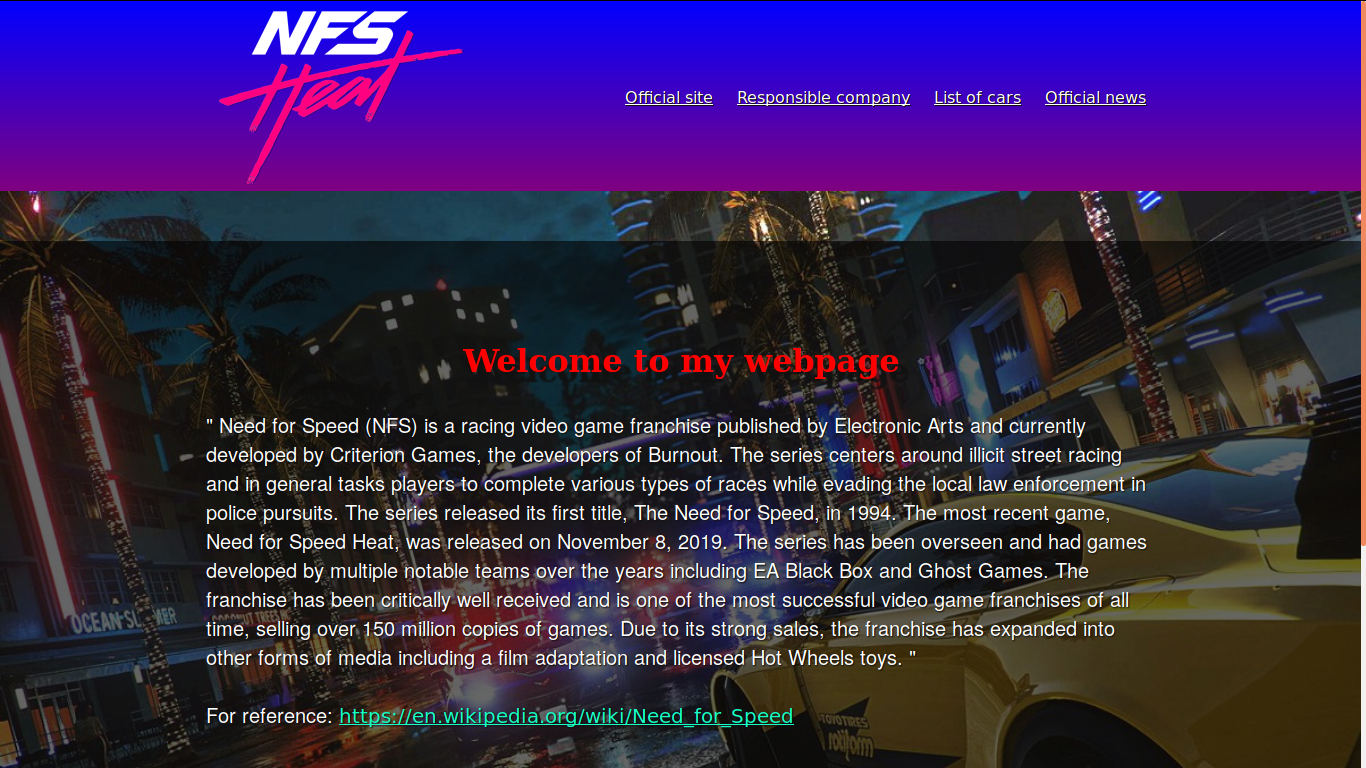 NFS
Heat
Official site Responsible company List of cars Official news
Welcome to my webpage
" Need for Speed (NFS) is a racing video game franchise published by Electronic Arts and currently
developed by Criterion Games, the developers of Burnout. The series centers around illicit street racing
and in general tasks players to complete various types of races while evading the local law enforcement in
police pursuits. The series released its first title, The Need for Speed, in 1994. The most recent game,
Need for Speed Heat, was released on November 8, 2019. The series has been overseen and had games
developed by multiple notable teams over the years including EA Black Box and Ghost Games. The
franchise has been critically well received and is one of the most successful video game franchises of all
time, selling over 150 million copies of games. Due to its strong sales, the franchise has expanded into
other forms of media including a film adaptation and licensed Hot Wheels toys. "
For reference: https://en.wikipedia.org/wiki/Need_for_Speed
TOYO TIRES
rotiform